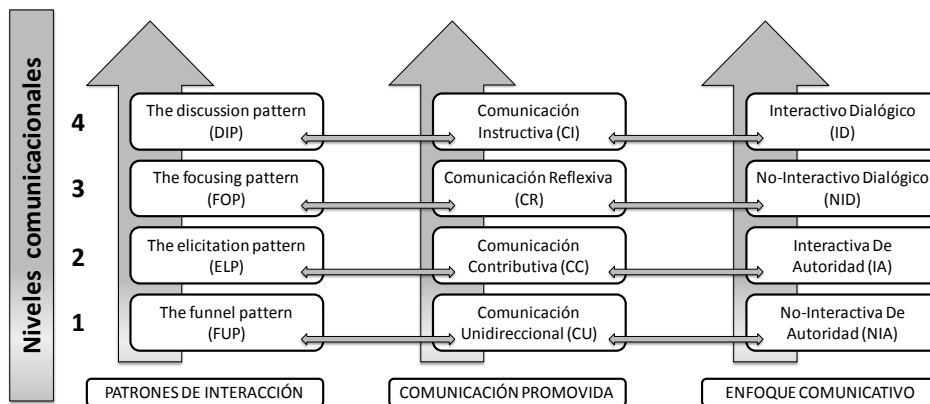 Niveles comunicacionales
4
The discussion pattern
(DIP)
Comunicación
Instructiva (CI)
Interactivo Dialógico
(ID)
3
The focusing pattern
(FOP)
Comunicación Reflexiva
(CR)
No-Interactivo Dialógico
(NID)
2
The elicitation pattern
(ELP)
Comunicación
Contributiva (CC)
Interactiva De
Autoridad (IA)
1
The funnel pattern
(FUP)
Comunicación
Unidireccional (CU)
No-Interactiva De
Autoridad (NIA)
PATRONES DE INTERACCIÓN
COMUNICACIÓN PROMOVIDA
ENFOQUE COMUNICATIVO